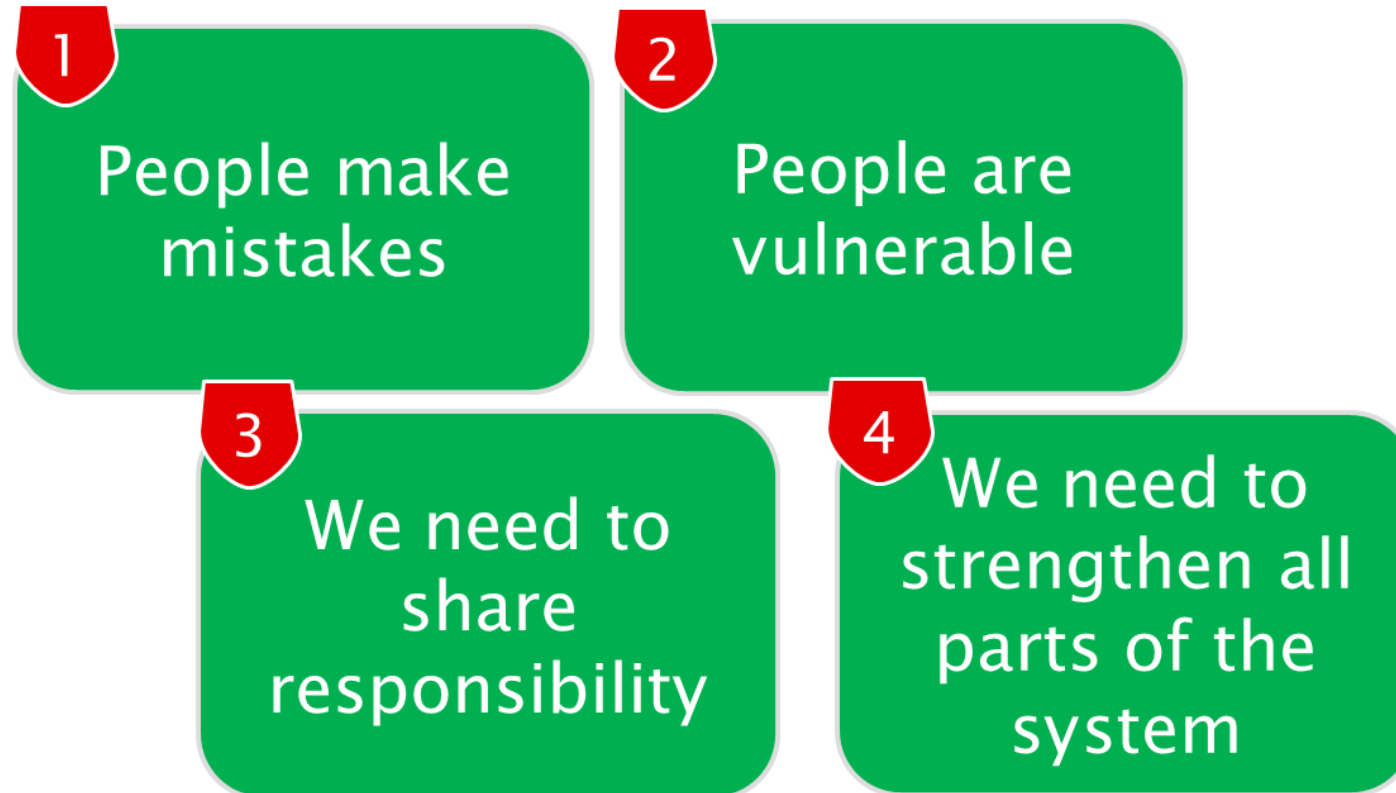 1
People make
mistakes
2
People are
vulnerable
3
We need to
share
responsibility
4
We need to
strengthen all
parts of the
system